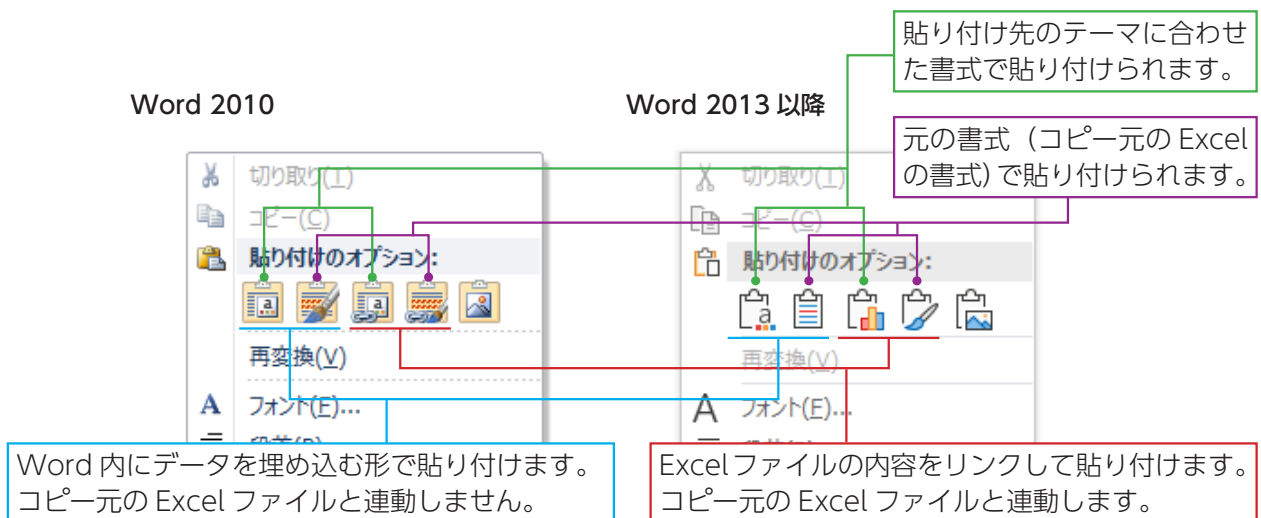 貼り付け先のテーマに合わせ
た書式で貼り付けられます。
Word 2010
Word 2013 以降
元の書式（コピー元の Excel
の書式）で貼り付けられます。
切り取り(T)
コピー(C)
貼り付けのオプション:
再変換(V)
フォント(F)...
切り取り(T)
コピー(C)
貼り付けのオプション:
再変換(V)
フォント(F)...
Word 内にデータを埋め込む形で貼り付けます。
コピー元の Excel ファイルと連動しません。
Excel ファイルの内容をリンクして貼り付けます。
コピー元の Excel ファイルと連動します。